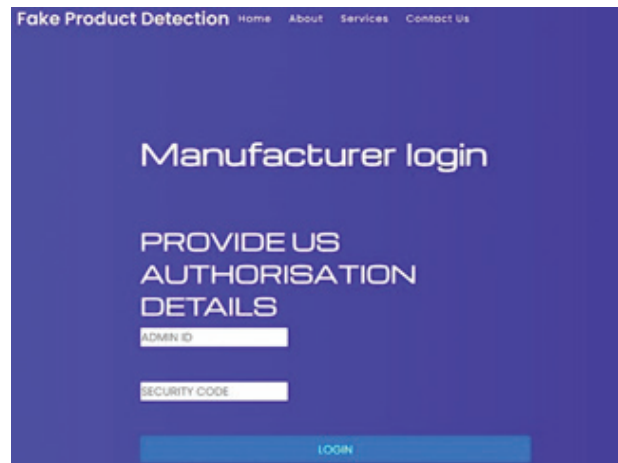 Fake Product Detection Home About Services Contact Us
Manufacturer login
PROVIDE US
AUTHORISATION
DETAILS
ADMIN ID
SECURITY CODE
LOGIN